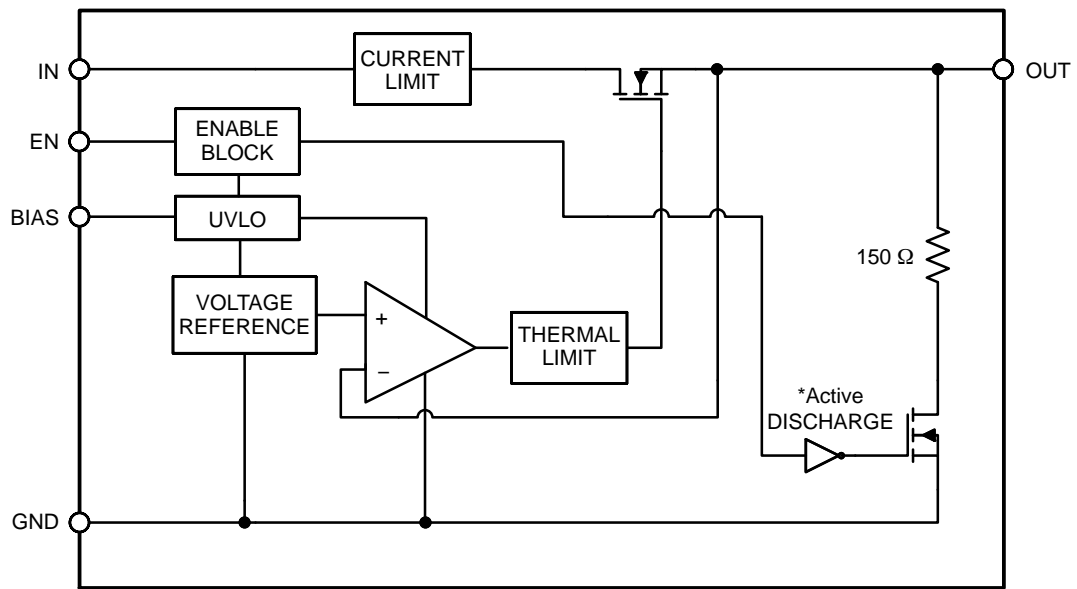 IN
CURRENT
LIMIT
OUT
EN
ENABLE
BLOCK
BIAS
UVLO
150 Ω
VOLTAGE
REFERENCE
+
−
THERMAL
LIMIT
*Active
DISCHARGE
GND